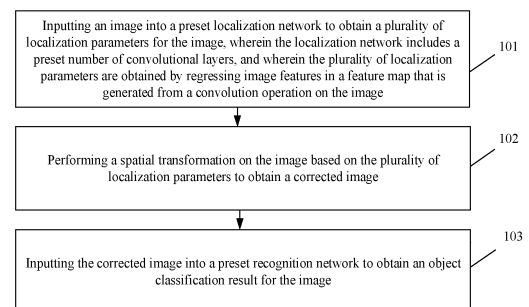 Inputting an image into a preset localization network to obtain a plurality of
localization parameters for the image, wherein the localization network includes a
preset number of convolutional layers, and wherein the plurality of localization
parameters are obtained by regressing image features in a feature map that is
generated from a convolution operation on the image
101
Performing a spatial transformation on the image based on the plurality of
localization parameters to obtain a corrected image
102
Inputting the corrected image into a preset recognition network to obtain an object
classification result for the image
103